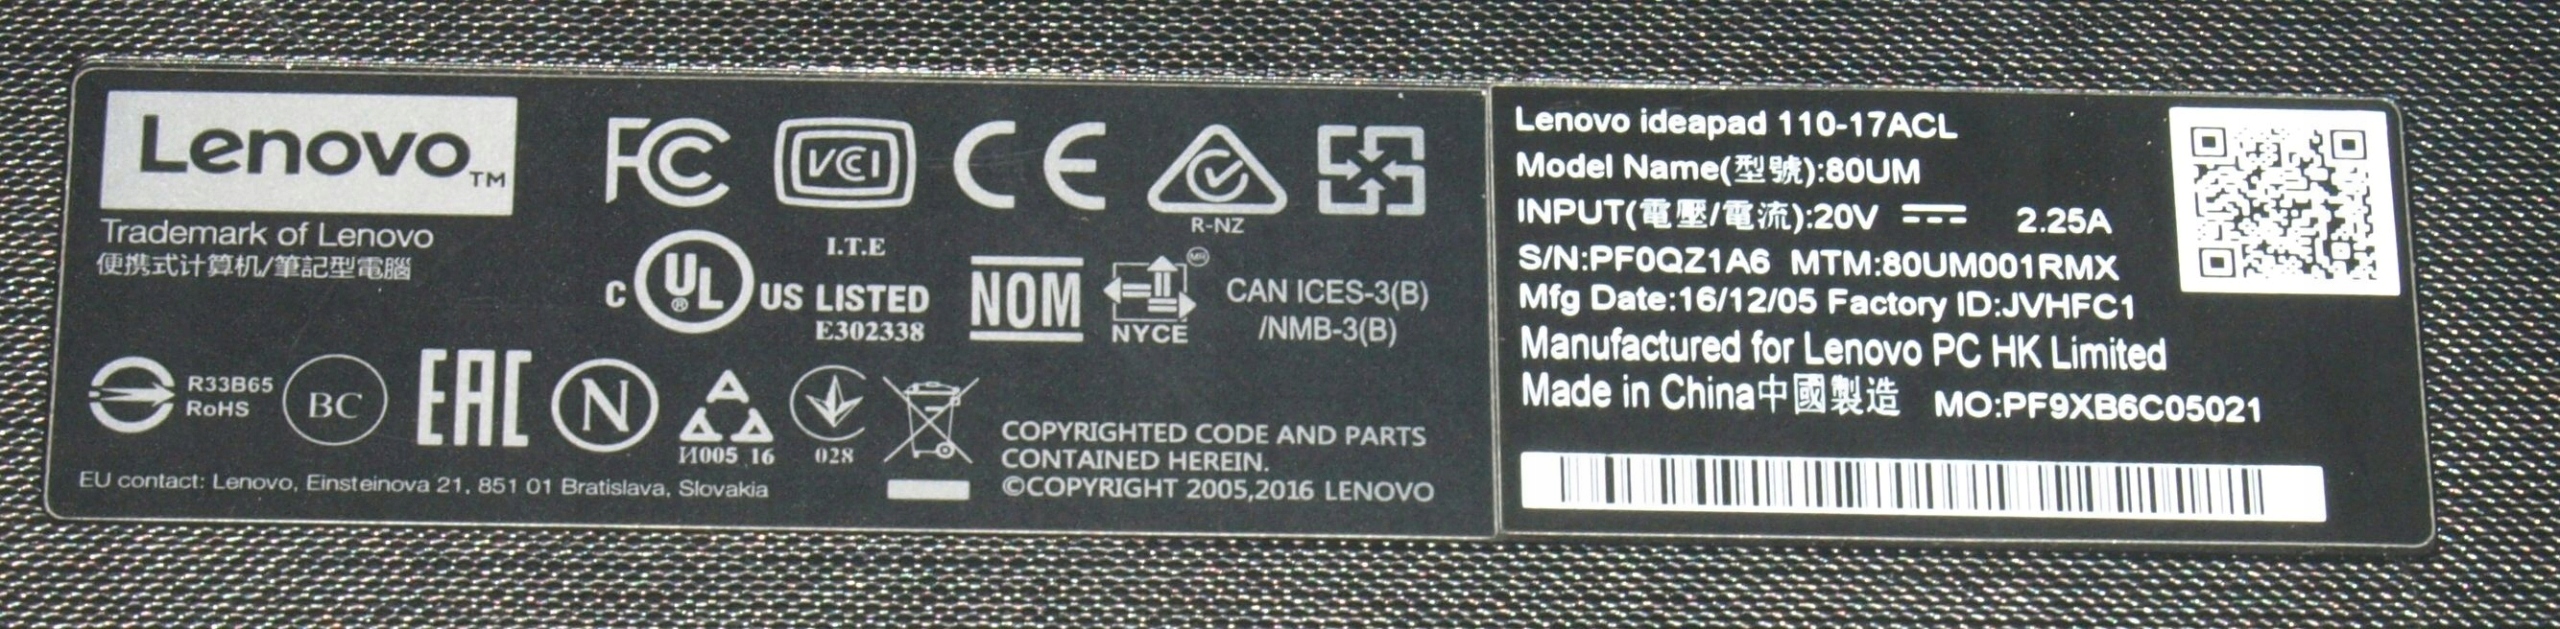 Lenovo™
Trademark of Lenovo
便携式计算机/筆記型電腦
FC VCI CE
R-NZ
I.T.E
C UL® US LISTED
E302338
NOM
NYCE MR
CAN ICES-3(B)
/NMB-3(B)
R33B65
RoHS
BC EAC N
И005 16
028
COPYRIGHTED CODE AND PARTS
CONTAINED HEREIN.
©COPYRIGHT 2005,2016 LENOVO
EU contact: Lenovo, Einsteinova 21, 851 01 Bratislava, Slovakia
Lenovo ideapad 110-17ACL
Model Name(型號):80UM
INPUT(電壓/電流):20V ⎓ 2.25A
S/N:PF0QZ1A6 MTM:80UM001RMX
Mfg Date:16/12/05 Factory ID:JVHFC1
Manufactured for Lenovo PC HK Limited
Made in China中國製造 MO:PF9XB6C05021